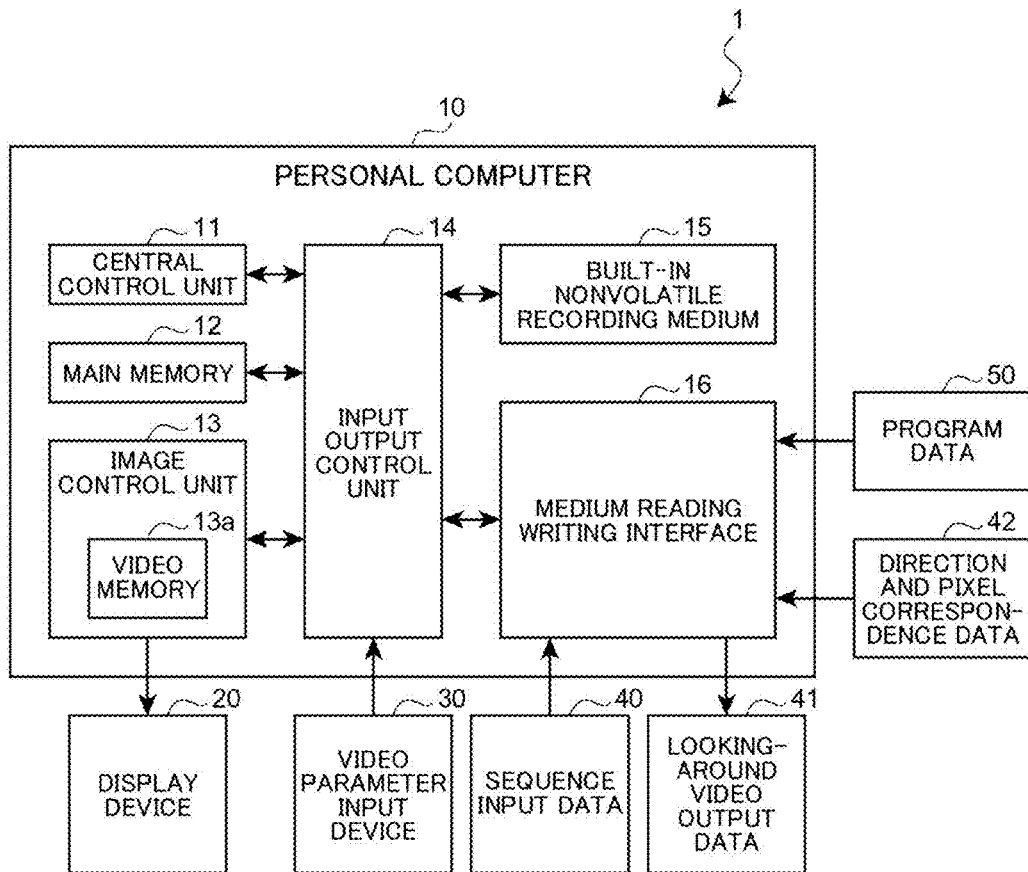 1
10
PERSONAL COMPUTER
11
CENTRAL
CONTROL UNIT
12
MAIN MEMORY
13
IMAGE
CONTROL UNIT
13a
VIDEO
MEMORY
14
INPUT
OUTPUT
CONTROL
UNIT
15
BUILT-IN
NONVOLATILE
RECORDING MEDIUM
16
MEDIUM READING
WRITING INTERFACE
50
PROGRAM
DATA
42
DIRECTION
AND PIXEL
CORRESPON-
DENCE DATA
20
DISPLAY
DEVICE
30
VIDEO
PARAMETER
INPUT
DEVICE
40
SEQUENCE
INPUT DATA
41
LOOKING-
AROUND
VIDEO
OUTPUT
DATA